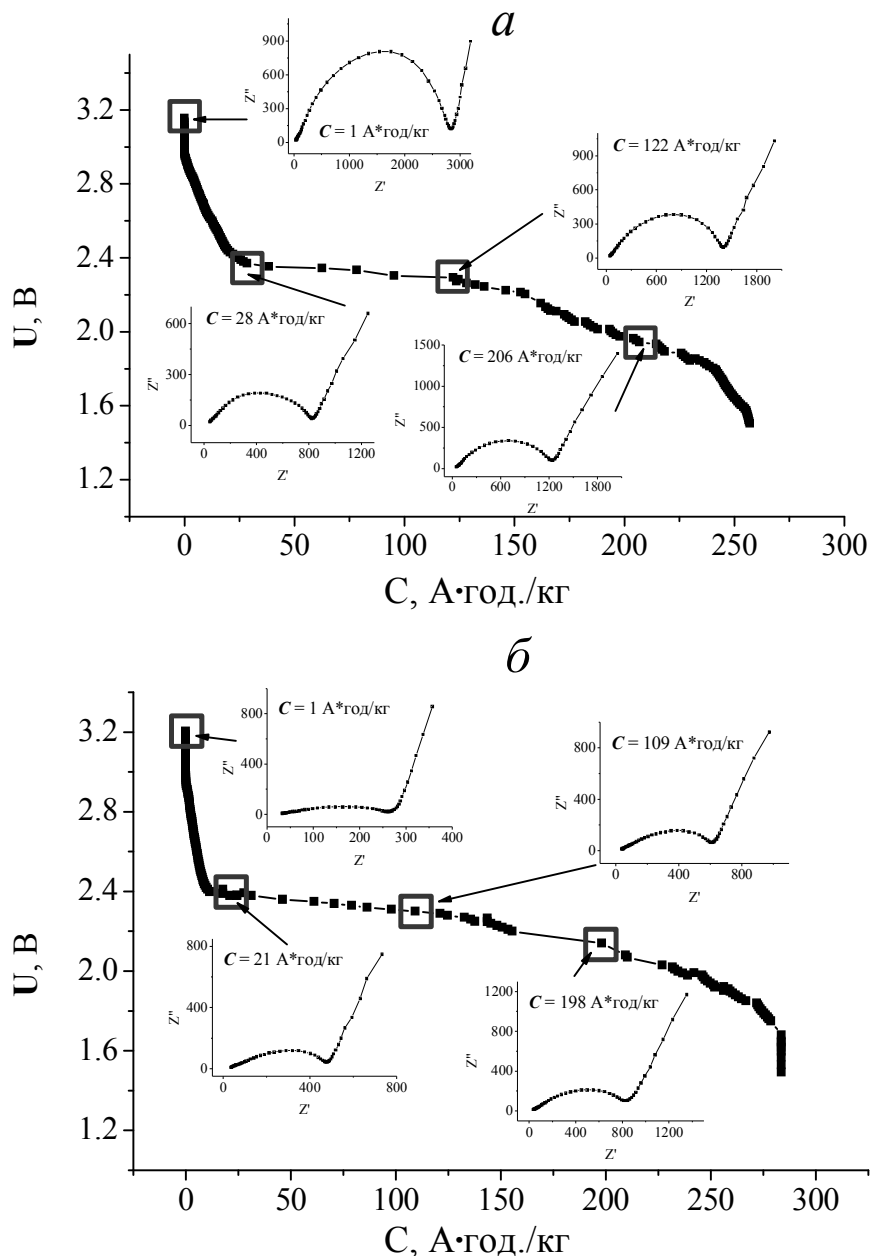 а
U, В
3.2
2.8
2.4
2.0
1.6
1.2
0 50 100 150 200 250 300
С, А·год./кг
Z''
900
600
300
0
C = 1 А*год/кг
0 1000 2000 3000
Z'
Z''
900
600
300
0
C = 122 А*год/кг
0 600 1200 1800
Z'
Z''
600
300
0
C = 28 А*год/кг
0 400 800 1200
Z'
Z''
1500
1000
500
0
C = 206 А*год/кг
0 600 1200 1800
Z'
б
U, В
3.2
2.8
2.4
2.0
1.6
1.2
0 50 100 150 200 250 300
С, А·год./кг
Z''
800
400
0
C = 1 А*год/кг
0 100 200 300 400
Z'
Z''
800
400
0
C = 109 А*год/кг
0 400 800
Z'
Z''
800
400
0
C = 21 А*год/кг
0 400 800
Z'
Z''
1200
800
400
0
C = 198 А*год/кг
0 400 800 1200
Z'